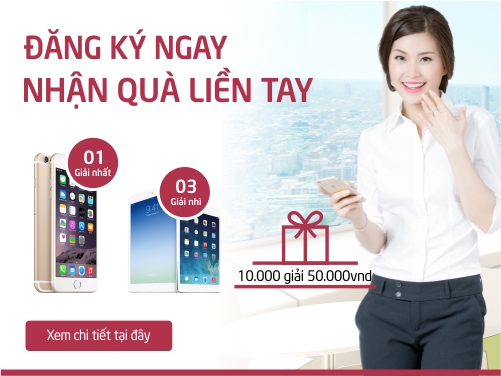 ĐĂNG KÝ NGAY
NHẬN QUÀ LIỀN TAY
01
Giải nhất
03
Giải nhì
10.000 giải 50.000vnd
Xem chi tiết tại đây